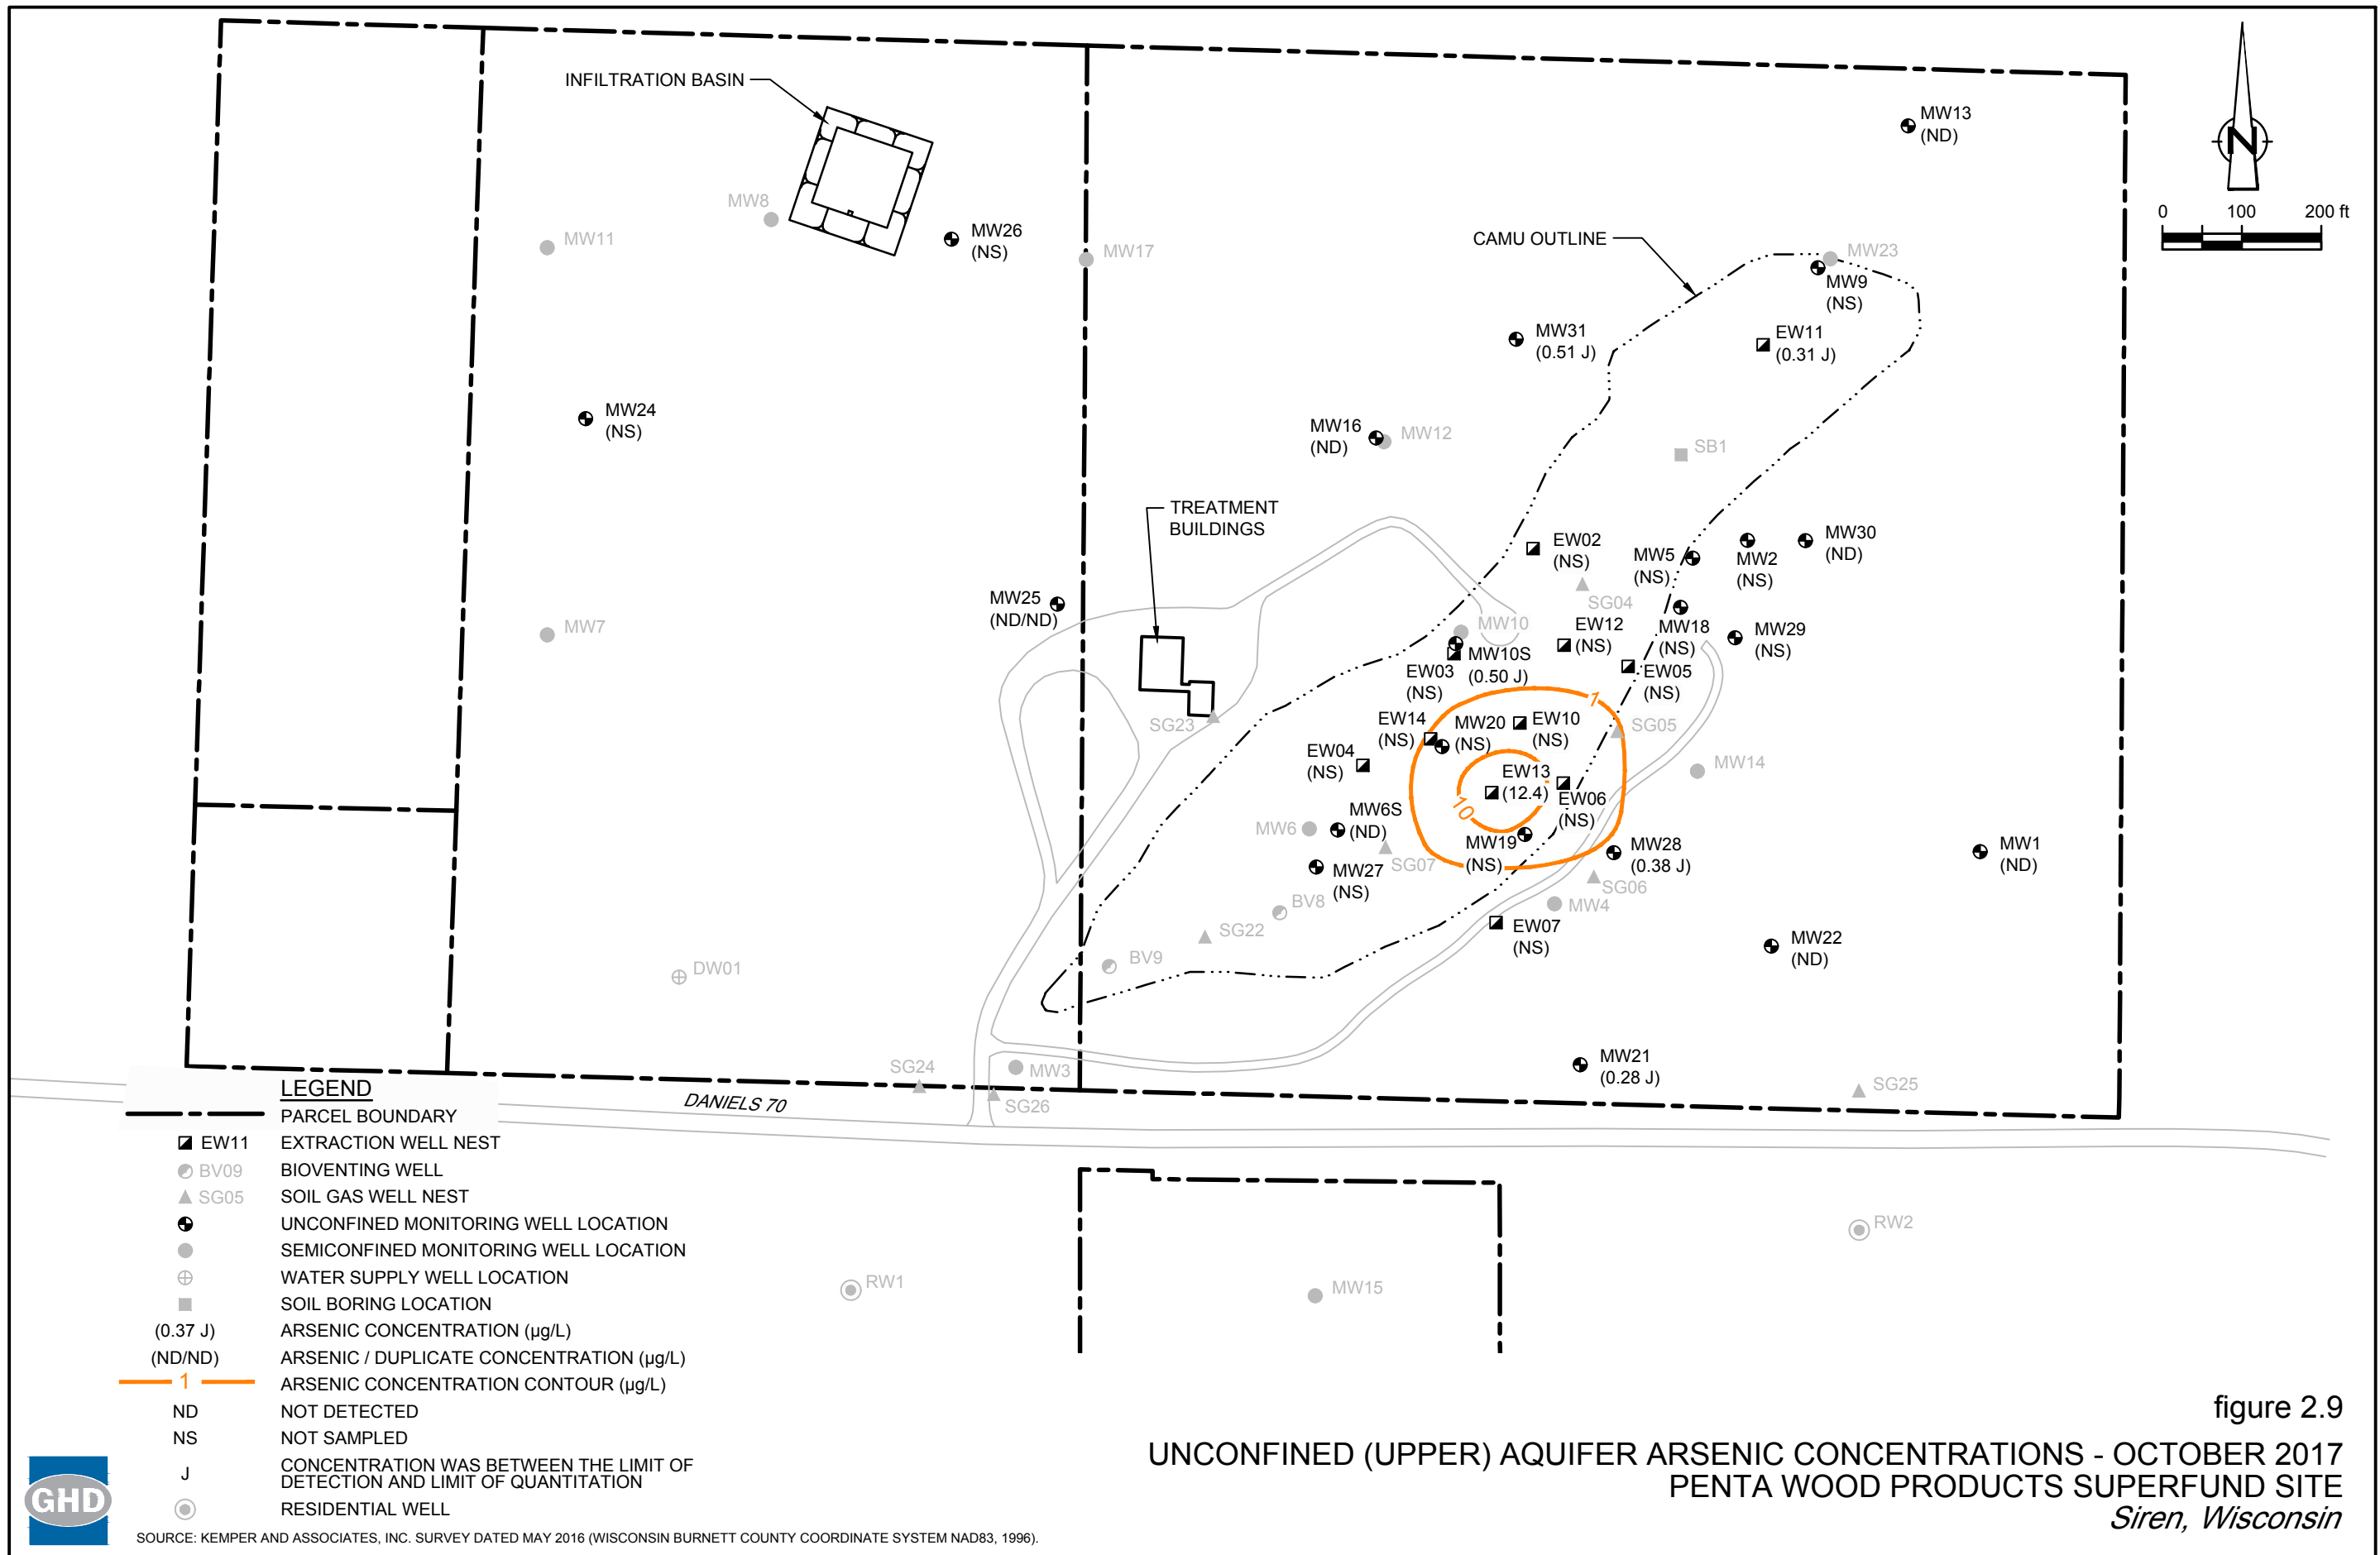 INFILTRATION BASIN
MW13
(ND)
N
0 100 200 ft
MW8
MW11
MW26
(NS)
MW17
CAMU OUTLINE
MW23
MW9
(NS)
MW31
(0.51 J)
EW11
(0.31 J)
MW24
(NS)
MW16
(ND)
MW12
SB1
TREATMENT
BUILDINGS
EW02
(NS)
MW5
(NS)
MW2
(NS)
MW30
(ND)
MW25
(ND/ND)
SG04
MW7
MW10
EW12
(NS)
MW18
(NS)
MW29
(NS)
MW10S
(0.50 J)
EW03
(NS)
EW05
(NS)
1
SG23
EW14
(NS)
MW20
(NS)
EW10
(NS)
SG05
EW04
(NS)
MW14
EW13
(12.4)
10
EW06
(NS)
MW6
MW6S
(ND)
MW19
(NS)
MW28
(0.38 J)
MW1
(ND)
SG07
MW27
(NS)
SG06
BV8
MW4
SG22
EW07
(NS)
MW22
(ND)
BV9
DW01
MW21
(0.28 J)
SG24
MW3
SG25
SG26
DANIELS 70
RW2
RW1
MW15
LEGEND
PARCEL BOUNDARY
EW11 EXTRACTION WELL NEST
BV09 BIOVENTING WELL
SG05 SOIL GAS WELL NEST
UNCONFINED MONITORING WELL LOCATION
SEMICONFINED MONITORING WELL LOCATION
WATER SUPPLY WELL LOCATION
SOIL BORING LOCATION
(0.37 J) ARSENIC CONCENTRATION (µg/L)
(ND/ND) ARSENIC / DUPLICATE CONCENTRATION (µg/L)
1 ARSENIC CONCENTRATION CONTOUR (µg/L)
ND NOT DETECTED
NS NOT SAMPLED
J CONCENTRATION WAS BETWEEN THE LIMIT OF
DETECTION AND LIMIT OF QUANTITATION
RESIDENTIAL WELL
GHD
SOURCE: KEMPER AND ASSOCIATES, INC. SURVEY DATED MAY 2016 (WISCONSIN BURNETT COUNTY COORDINATE SYSTEM NAD83, 1996).
figure 2.9
UNCONFINED (UPPER) AQUIFER ARSENIC CONCENTRATIONS - OCTOBER 2017
PENTA WOOD PRODUCTS SUPERFUND SITE
Siren, Wisconsin